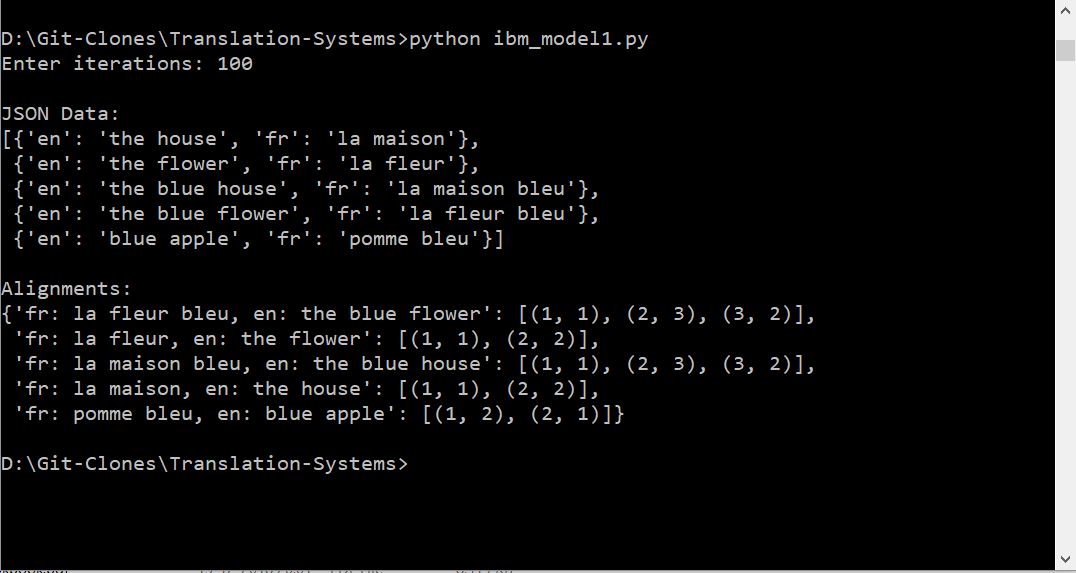 D:\Git-Clones\Translation-Systems>python ibm_model1.py
Enter iterations: 100
JSON Data:
[{'en': 'the house', 'fr': 'la maison'},
 {'en': 'the flower', 'fr': 'la fleur'},
 {'en': 'the blue house', 'fr': 'la maison bleu'},
 {'en': 'the blue flower', 'fr': 'la fleur bleu'},
 {'en': 'blue apple', 'fr': 'pomme bleu'}]
Alignments:
{'fr: la fleur bleu, en: the blue flower': [(1, 1), (2, 3), (3, 2)],
 'fr: la fleur, en: the flower': [(1, 1), (2, 2)],
 'fr: la maison bleu, en: the blue house': [(1, 1), (2, 3), (3, 2)],
 'fr: la maison, en: the house': [(1, 1), (2, 2)],
 'fr: pomme bleu, en: blue apple': [(1, 2), (2, 1)]}
D:\Git-Clones\Translation-Systems>